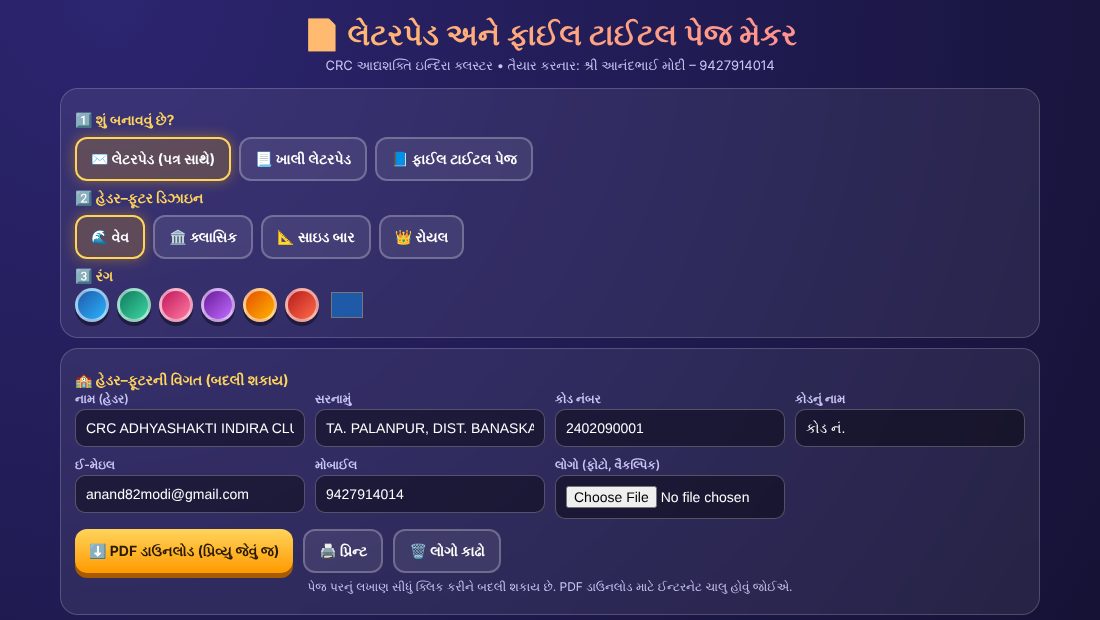 લેટરપેડ અને ફાઈલ ટાઈટલ પેજ મેકર
CRC આદ્યશક્તિ ઇન્દિરા ક્લસ્ટર • તૈયાર કરનાર: શ્રી આનંદભાઈ મોદી – 9427914014
1 શું બનાવવું છે?
લેટરપેડ (પત્ર સાથે) ખાલી લેટરપેડ ફાઈલ ટાઈટલ પેજ
2 હેડર–ફૂટર ડિઝાઇન
વેવ ક્લાસિક સાઇડ બાર રોયલ
3 રંગ
હેડર–ફૂટરની વિગત (બદલી શકાય)
નામ (હેડર) સરનામું કોડ નંબર કોડનું નામ
CRC ADHYASHAKTI INDIRA CLU TA. PALANPUR, DIST. BANASKA 2402090001 કોડ નં.
ઈ-મેઇલ મોબાઈલ લોગો (ફોટો, વૈકલ્પિક)
anand82modi@gmail.com 9427914014 Choose File No file chosen
PDF ડાઉનલોડ (પ્રિવ્યુ જેવું જ) પ્રિન્ટ લોગો કાઢો
પેજ પરનું લખાણ સીધું ક્લિક કરીને બદલી શકાય છે. PDF ડાઉનલોડ માટે ઈન્ટરનેટ ચાલુ હોવું જોઈએ.